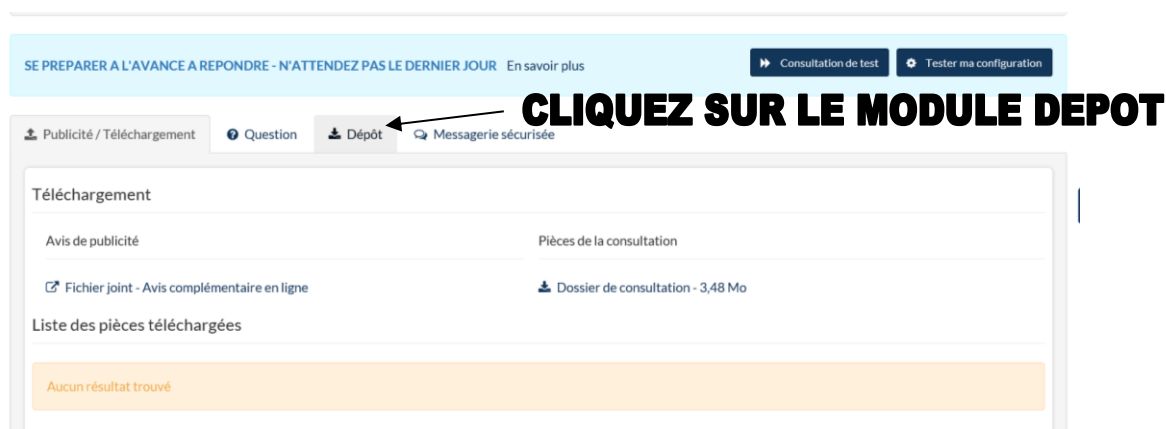 SE PREPARER A L'AVANCE A REPONDRE - N'ATTENDEZ PAS LE DERNIER JOUR En savoir plus
Consultation de test
Tester ma configuration
CLIQUEZ SUR LE MODULE DEPOT
Publicité / Téléchargement
Question
Dépôt
Messagerie sécurisée
Téléchargement
Avis de publicité
Pièces de la consultation
Fichier joint - Avis complémentaire en ligne
Dossier de consultation - 3,48 Mo
Liste des pièces téléchargées
Aucun résultat trouvé